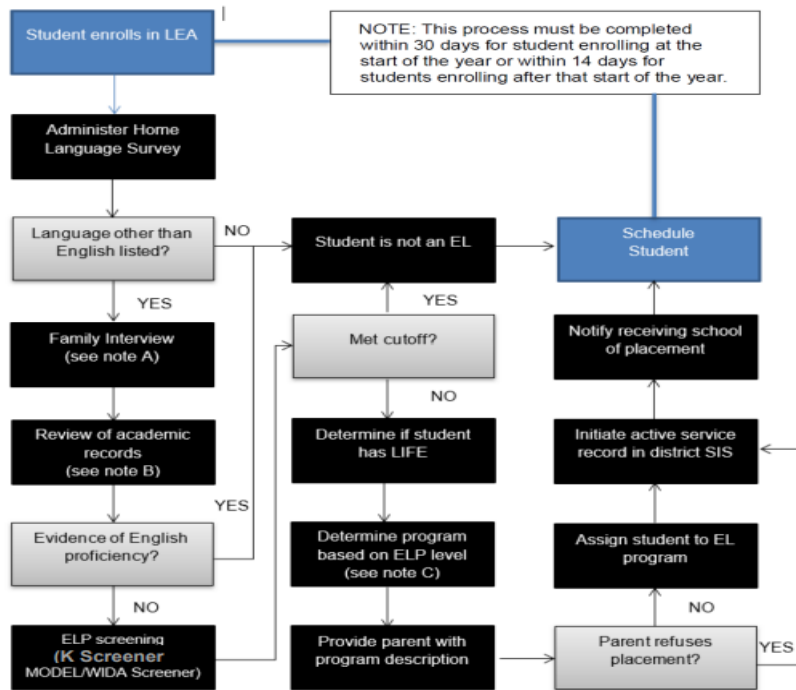 Student enrolls in LEA
NOTE: This process must be completed
within 30 days for student enrolling at the
start of the year or within 14 days for
students enrolling after that start of the year.
Administer Home
Language Survey
Language other than
English listed?
NO
Student is not an EL
Schedule
Student
YES
YES
Family Interview
(see note A)
Met cutoff?
Notify receiving school
of placement
NO
Review of academic
records
(see note B)
Determine if student
has LIFE
Initiate active service
record in district SIS
YES
Evidence of English
proficiency?
Determine program
based on ELP level
(see note C)
Assign student to EL
program
NO
NO
ELP screening
(K Screener
MODEL/WIDA Screener)
Provide parent with
program description
Parent refuses
placement?
YES